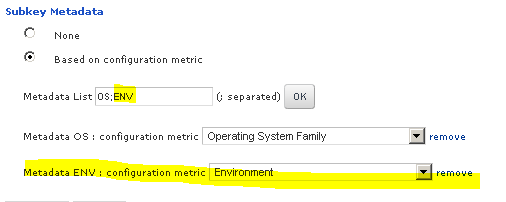 Subkey Metadata
None
Based on configuration metric
Metadata List OS;ENV (; separated) OK
Metadata OS : configuration metric Operating System Family remove
Metadata ENV : configuration metric Environment remove